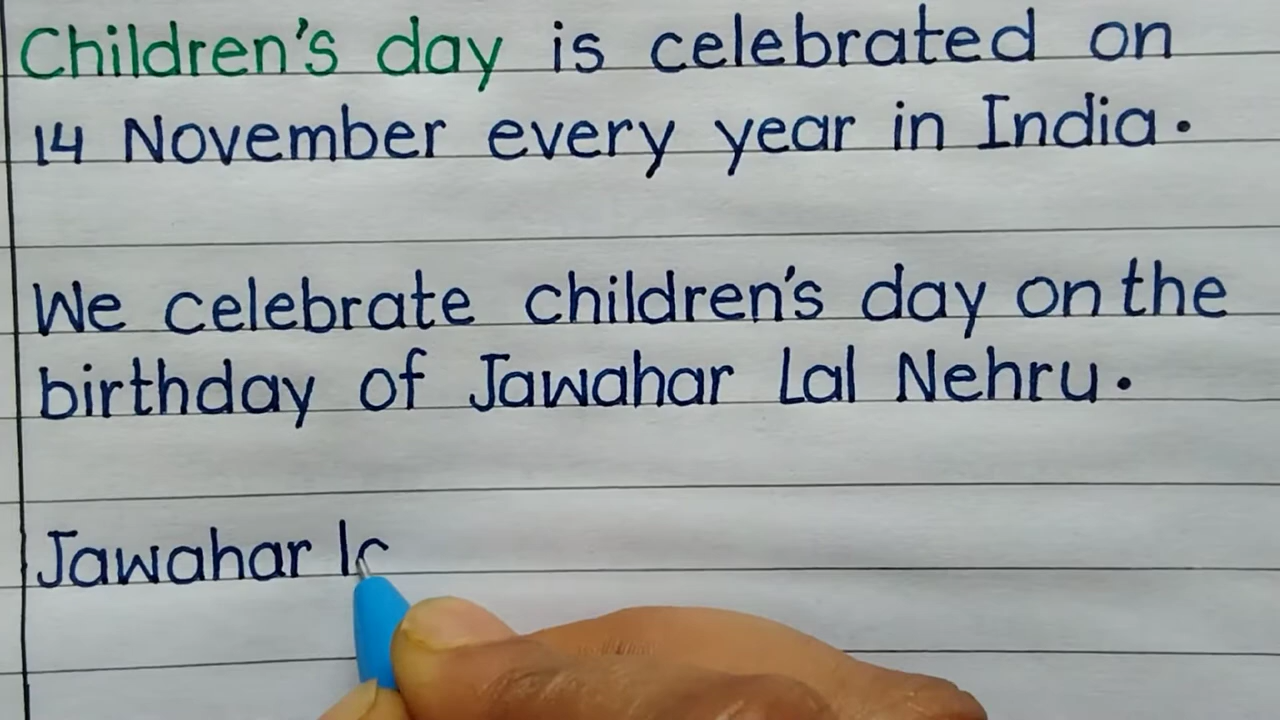 Children's day is celebrated on
14 November every year in India.
We celebrate children's day on the
birthday of Jawahar Lal Nehru.
Jawahar